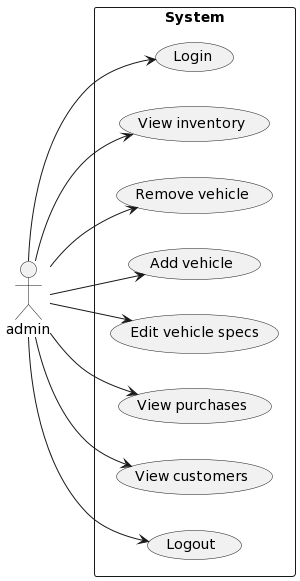 System
Login
View inventory
Remove vehicle
Add vehicle
Edit vehicle specs
admin
View purchases
View customers
Logout